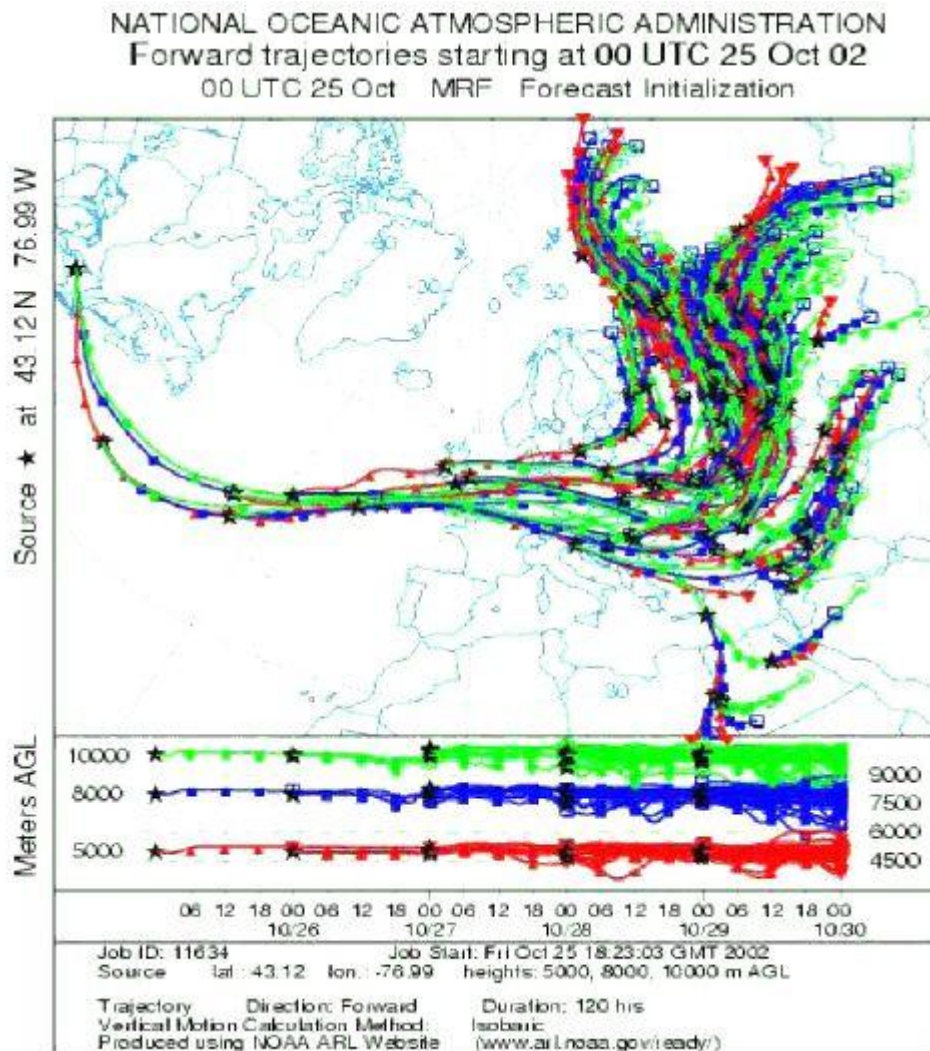 NATIONAL OCEANIC ATMOSPHERIC ADMINISTRATION
Forward trajectories starting at 00 UTC 25 Oct 02
00 UTC 25 Oct MRF Forecast Initialization
Source ★ at 43.12 N 76.99 W
30
0
30
30
Meters AGL
10000
8000
5000
9000
7500
6000
4500
06 12 18 00 06 12 18 00 06 12 18 00 06 12 18 00 06 12 18 00
10/26 10/27 10/28 10/29 10/30
Job ID: 11634 Job Start: Fri Oct 25 18:23:03 GMT 2002
Source lat.: 43.12 lon.: -76.99 heights: 5000, 8000, 10000 m AGL
Trajectory Direction: Forward Duration: 120 hrs
Vertical Motion Calculation Method: Isobaric
Produced using NOAA ARL Website (www.arl.noaa.gov/ready/)